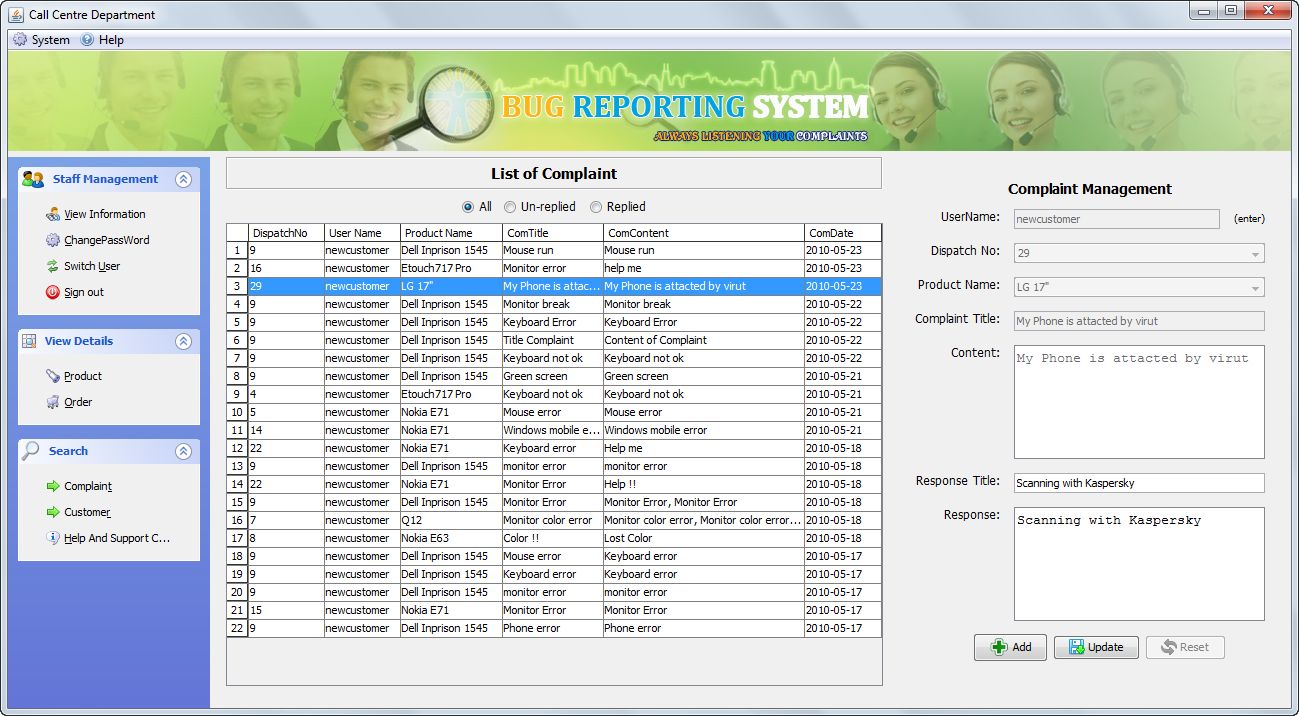 Call Centre Department
System Help
BUG REPORTING SYSTEM
ALWAYS LISTENING YOUR COMPLAINTS
Staff Management
View Information
ChangePassWord
Switch User
Sign out
View Details
Product
Order
Search
Complaint
Customer
Help And Support C...
List of Complaint
All Un-replied Replied
DispatchNo User Name Product Name ComTitle ComContent ComDate
1 9 newcustomer Dell Inprison 1545 Mouse run Mouse run 2010-05-23
2 16 newcustomer Etouch717 Pro Monitor error help me 2010-05-23
3 29 newcustomer LG 17" My Phone is attac... My Phone is attacted by virut 2010-05-23
4 9 newcustomer Dell Inprison 1545 Monitor break Monitor break 2010-05-22
5 9 newcustomer Dell Inprison 1545 Keyboard Error Keyboard Error 2010-05-22
6 9 newcustomer Dell Inprison 1545 Title Complaint Content of Complaint 2010-05-22
7 9 newcustomer Dell Inprison 1545 Keyboard not ok Keyboard not ok 2010-05-22
8 9 newcustomer Dell Inprison 1545 Green screen Green screen 2010-05-21
9 4 newcustomer Etouch717 Pro Keyboard not ok Keyboard not ok 2010-05-21
10 5 newcustomer Nokia E71 Mouse error Mouse error 2010-05-21
11 14 newcustomer Nokia E71 Windows mobile e... Windows mobile error 2010-05-21
12 22 newcustomer Nokia E71 Keyboard error Help me 2010-05-18
13 9 newcustomer Dell Inprison 1545 monitor error monitor error 2010-05-18
14 22 newcustomer Nokia E71 Monitor Error Help !! 2010-05-18
15 9 newcustomer Dell Inprison 1545 Monitor Error Monitor Error, Monitor Error 2010-05-18
16 7 newcustomer Q12 Monitor color error Monitor color error, Monitor color error... 2010-05-18
17 8 newcustomer Nokia E63 Color !! Lost Color 2010-05-18
18 9 newcustomer Dell Inprison 1545 Mouse error Keyboard error 2010-05-17
19 9 newcustomer Dell Inprison 1545 Keyboard error Keyboard error 2010-05-17
20 9 newcustomer Dell Inprison 1545 monitor error monitor error 2010-05-17
21 15 newcustomer Nokia E71 Monitor Error Monitor Error 2010-05-17
22 9 newcustomer Dell Inprison 1545 Phone error Phone error 2010-05-17
Complaint Management
UserName: newcustomer (enter)
Dispatch No: 29
Product Name: LG 17"
Complaint Title: My Phone is attacted by virut
Content: My Phone is attacted by virut
Response Title: Scanning with Kaspersky
Response: Scanning with Kaspersky
Add Update Reset